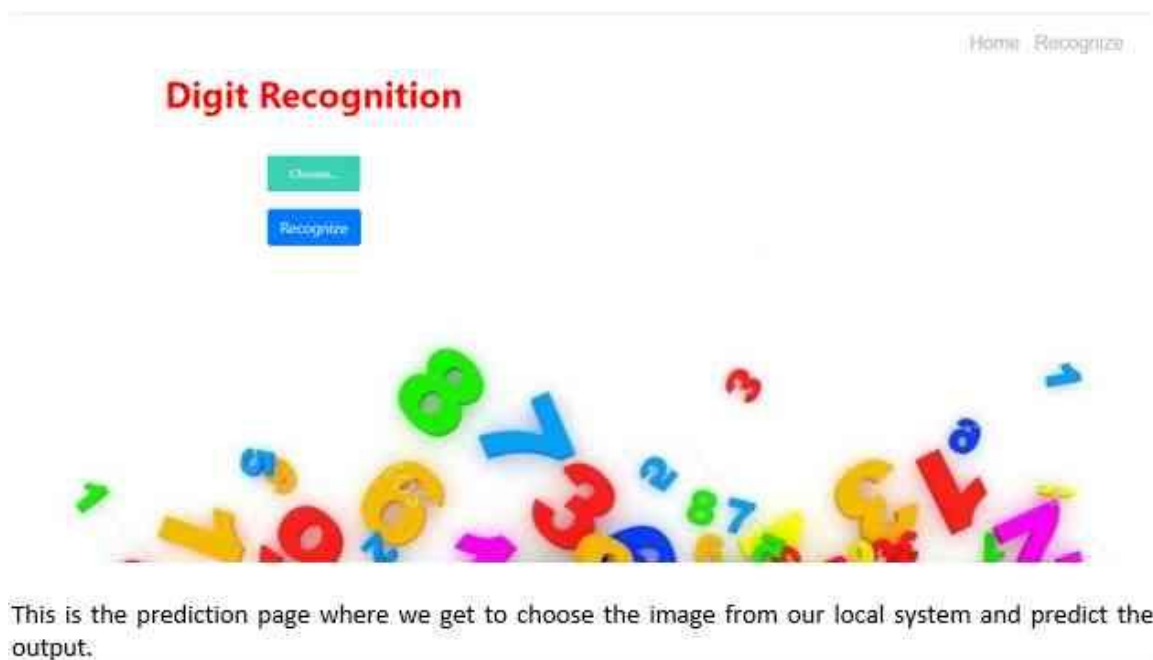 Home Recognize
Digit Recognition
Choose...
Recognize
This is the prediction page where we get to choose the image from our local system and predict the
output.